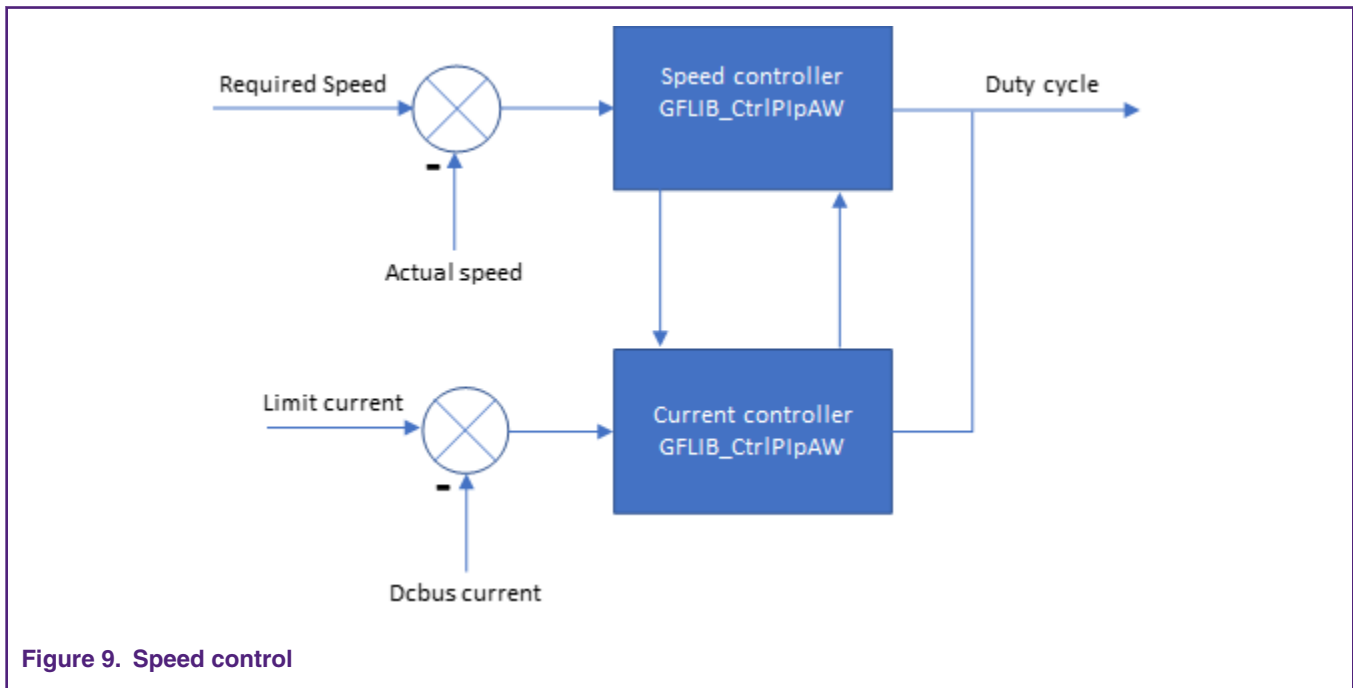 Required Speed
Speed controller
GFLIB_CtrlPIpAW
Duty cycle
-
Actual speed
Limit current
Current controller
GFLIB_CtrlPIpAW
-
Dcbus current
Figure 9. Speed control